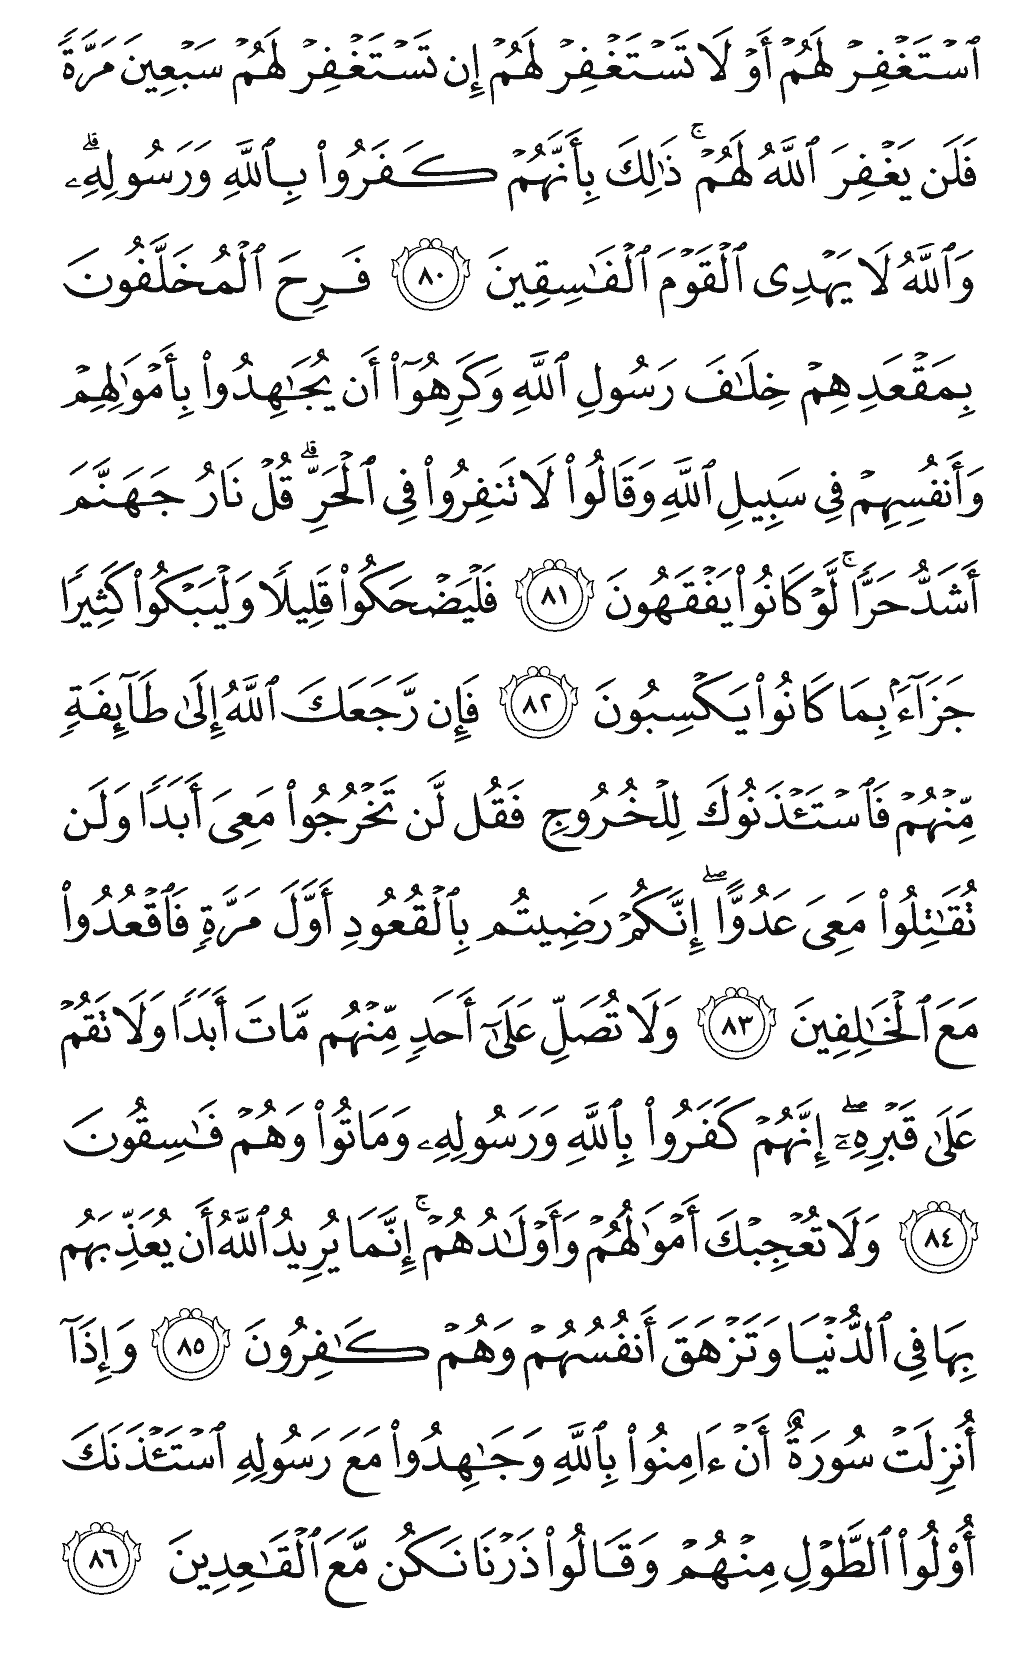 ٱسۡتَغۡفِرۡ لَهُمۡ أَوۡ لَا تَسۡتَغۡفِرۡ لَهُمۡ إِن تَسۡتَغۡفِرۡ لَهُمۡ سَبۡعِينَ مَرَّةٗ
فَلَن يَغۡفِرَ ٱللَّهُ لَهُمۡۚ ذَٰلِكَ بِأَنَّهُمۡ كَفَرُواْ بِٱللَّهِ وَرَسُولِهِۦۗ
وَٱللَّهُ لَا يَهۡدِى ٱلۡقَوۡمَ ٱلۡفَٰسِقِينَ ٨٠ فَرِحَ ٱلۡمُخَلَّفُونَ
بِمَقۡعَدِهِمۡ خِلَٰفَ رَسُولِ ٱللَّهِ وَكَرِهُوٓاْ أَن يُجَٰهِدُواْ بِأَمۡوَٰلِهِمۡ
وَأَنفُسِهِمۡ فِى سَبِيلِ ٱللَّهِ وَقَالُواْ لَا تَنفِرُواْ فِى ٱلۡحَرِّۗ قُلۡ نَارُ جَهَنَّمَ
أَشَدُّ حَرّٗاۚ لَّوۡ كَانُواْ يَفۡقَهُونَ ٨١ فَلۡيَضۡحَكُواْ قَلِيلٗا وَلۡيَبۡكُواْ كَثِيرٗا
جَزَآءَۢ بِمَا كَانُواْ يَكۡسِبُونَ ٨٢ فَإِن رَّجَعَكَ ٱللَّهُ إِلَىٰ طَآئِفَةٖ
مِّنۡهُمۡ فَٱسۡتَـٔۡذَنُوكَ لِلۡخُرُوجِ فَقُل لَّن تَخۡرُجُواْ مَعِىَ أَبَدٗا وَلَن
تُقَٰتِلُواْ مَعِىَ عَدُوًّاۖ إِنَّكُمۡ رَضِيتُم بِٱلۡقُعُودِ أَوَّلَ مَرَّةٖ فَٱقۡعُدُواْ
مَعَ ٱلۡخَٰلِفِينَ ٨٣ وَلَا تُصَلِّ عَلَىٰٓ أَحَدٖ مِّنۡهُم مَّاتَ أَبَدٗا وَلَا تَقُمۡ
عَلَىٰ قَبۡرِهِۦٓۖ إِنَّهُمۡ كَفَرُواْ بِٱللَّهِ وَرَسُولِهِۦ وَمَاتُواْ وَهُمۡ فَٰسِقُونَ
٨٤ وَلَا تُعۡجِبۡكَ أَمۡوَٰلُهُمۡ وَأَوۡلَٰدُهُمۡۚ إِنَّمَا يُرِيدُ ٱللَّهُ أَن يُعَذِّبَهُم
بِهَا فِى ٱلدُّنۡيَا وَتَزۡهَقَ أَنفُسُهُمۡ وَهُمۡ كَٰفِرُونَ ٨٥ وَإِذَآ
أُنزِلَتۡ سُورَةٌ أَنۡ ءَامِنُواْ بِٱللَّهِ وَجَٰهِدُواْ مَعَ رَسُولِهِ ٱسۡتَـٔۡذَنَكَ
أُوْلُواْ ٱلطَّوۡلِ مِنۡهُمۡ وَقَالُواْ ذَرۡنَا نَكُن مَّعَ ٱلۡقَٰعِدِينَ ٨٦